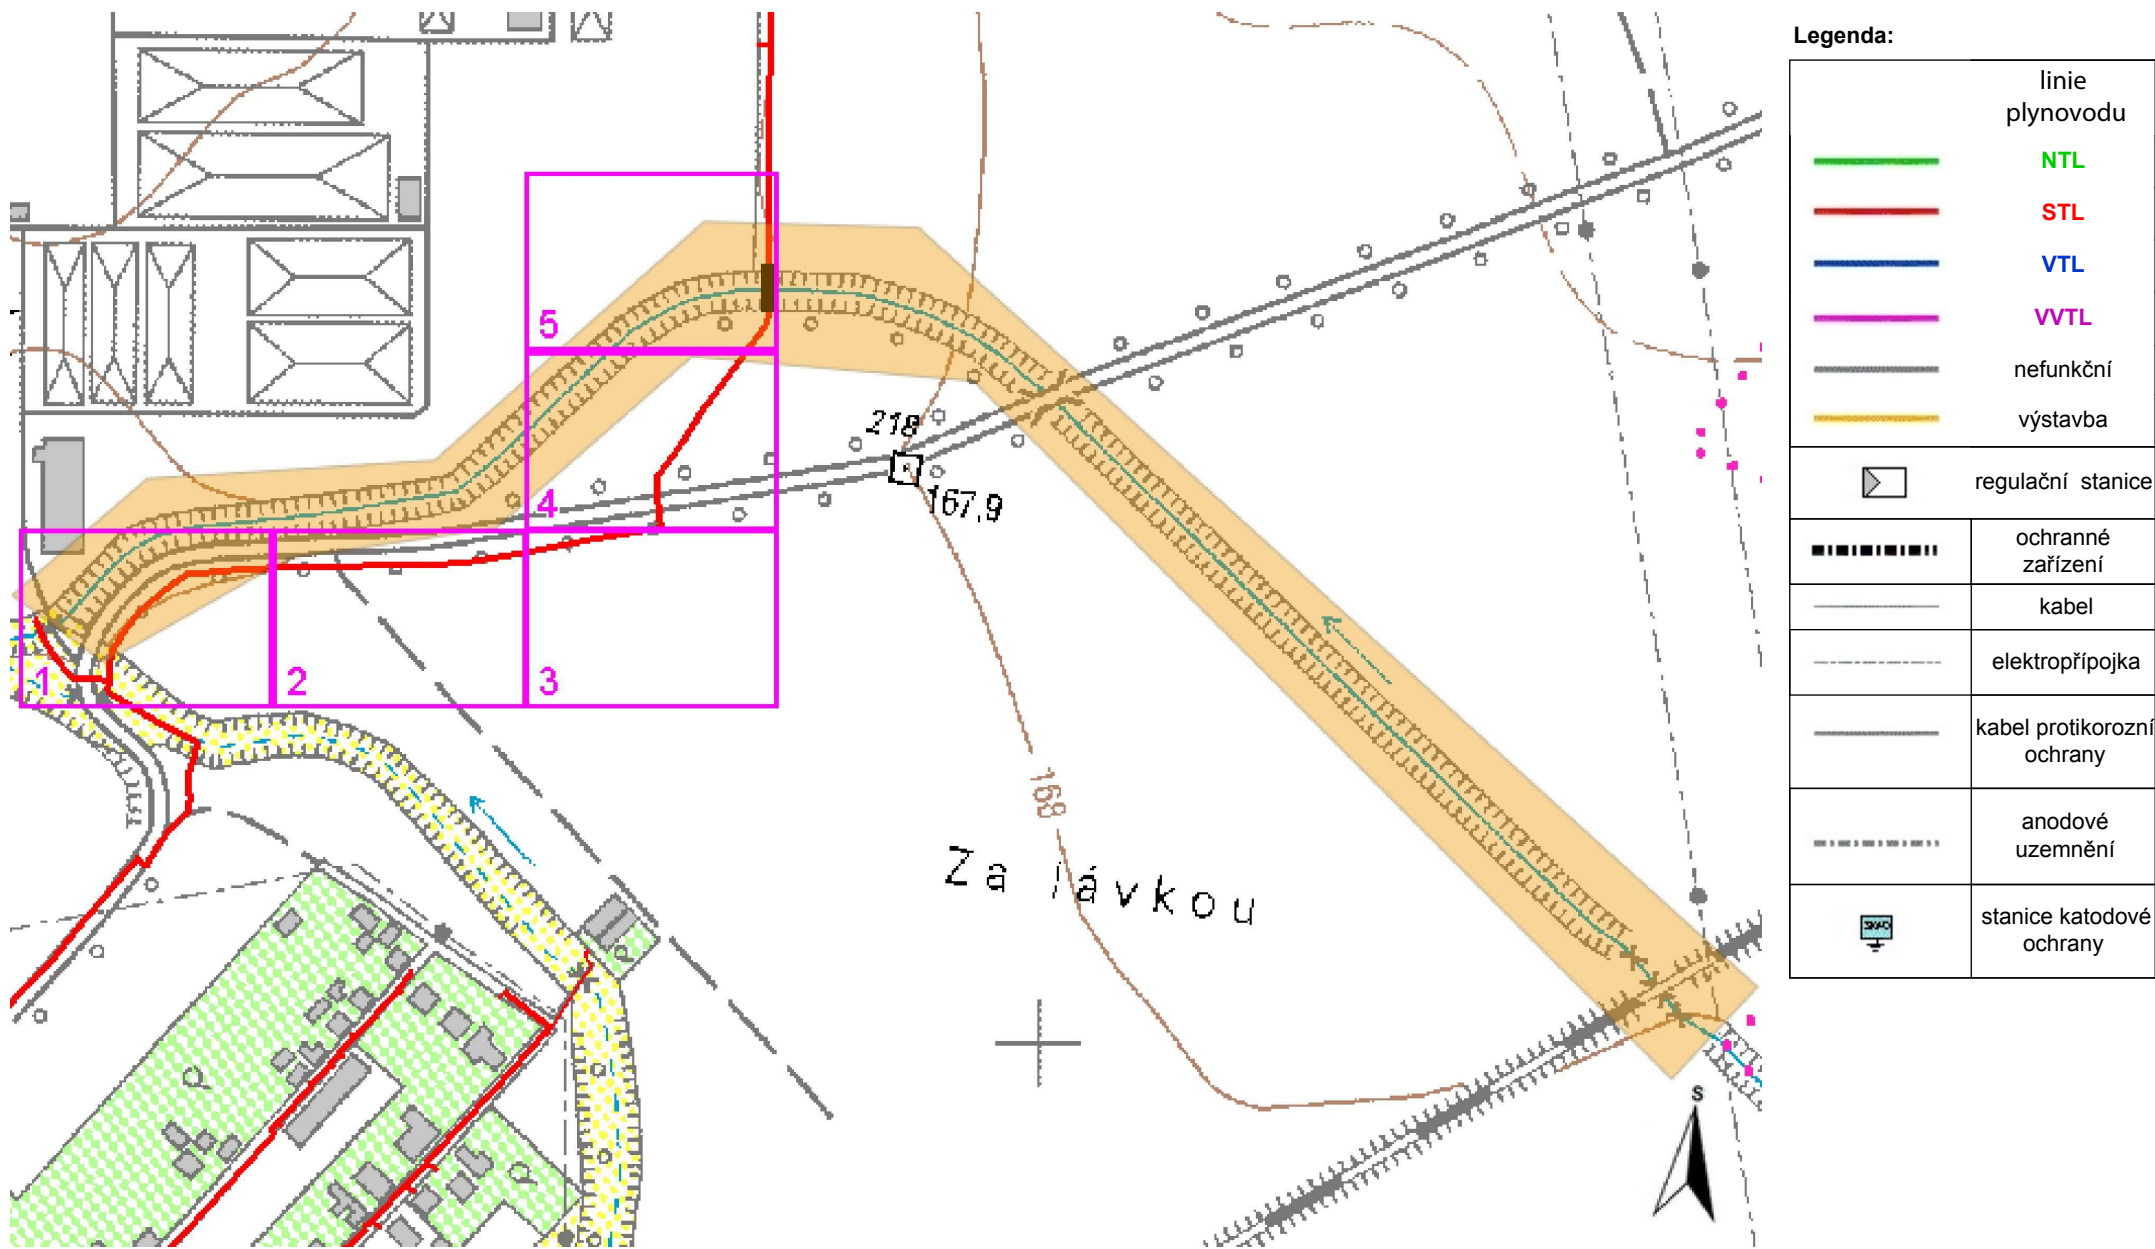 5
218
4
167,9
1
2
3
168
Za lávkou
S
Legenda:
linie
plynovodu
NTL
STL
VTL
VVTL
nefunkční
výstavba
regulační stanice
ochranné
zařízení
kabel
elektropřípojka
kabel protikorozní
ochrany
anodové
uzemnění
stanice katodové
ochrany